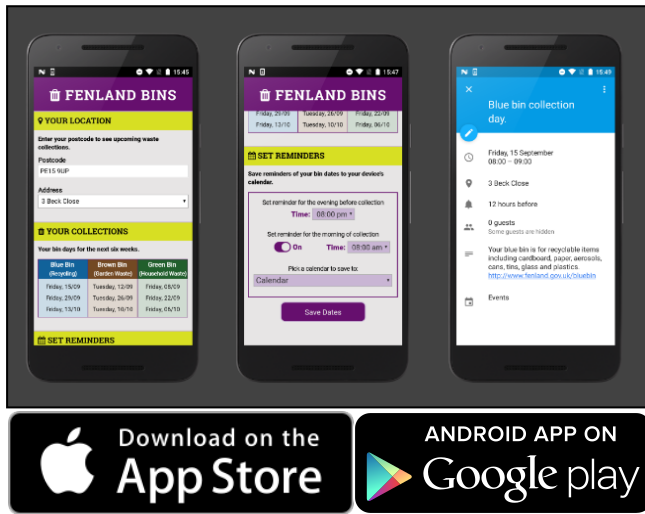 15:45
FENLAND BINS
YOUR LOCATION
Enter your postcode to see upcoming waste
collections.
Postcode
PE15 9UP
Address
3 Beck Close
YOUR COLLECTIONS
Your bin days for the next six weeks.
Blue Bin Brown Bin Green Bin
(Recycling) (Garden Waste) (Household Waste)
Friday, 15/09 Tuesday, 12/09 Friday, 08/09
Friday, 29/09 Tuesday, 26/09 Friday, 22/09
Friday, 13/10 Tuesday, 10/10 Friday, 06/10
SET REMINDERS
15:47
FENLAND BINS
Friday, 29/09 Tuesday, 26/09 Friday, 22/09
Friday, 13/10 Tuesday, 10/10 Friday, 06/10
SET REMINDERS
Save reminders of your bin dates to your device's
calendar.
Set reminder for the evening before collection
Time: 08:00 pm
Set reminder for the morning of collection
On Time: 08:00 am
Pick a calendar to save to:
Calendar
Save Dates
15:49
Blue bin collection
day.
Friday, 15 September
08:00 – 09:00
3 Beck Close
12 hours before
0 guests
Some guests are hidden
Your blue bin is for recyclable items
including cardboard, paper, aerosols,
cans, tins, glass and plastics.
http://www.fenland.gov.uk/bluebin
Events
Download on the
App Store
ANDROID APP ON
Google play